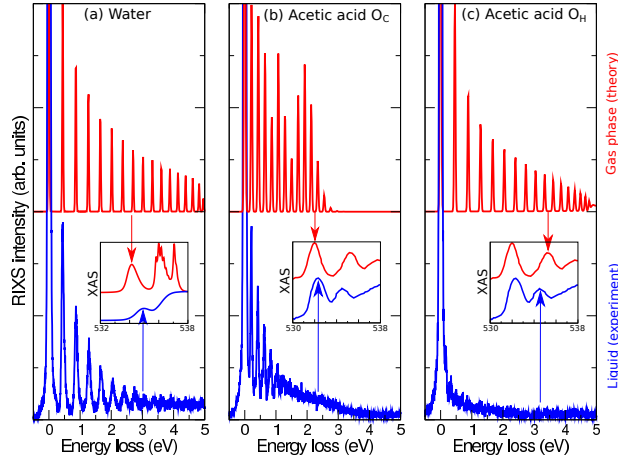 (a) Water
(b) Acetic acid O_C
(c) Acetic acid O_H
RIXS intensity (arb. units)
Gas phase (theory)
Liquid (experiment)
XAS
532 538
XAS
530 538
XAS
530 538
0 1 2 3 4 5
0 1 2 3 4 5
0 1 2 3 4 5
Energy loss (eV)
Energy loss (eV)
Energy loss (eV)